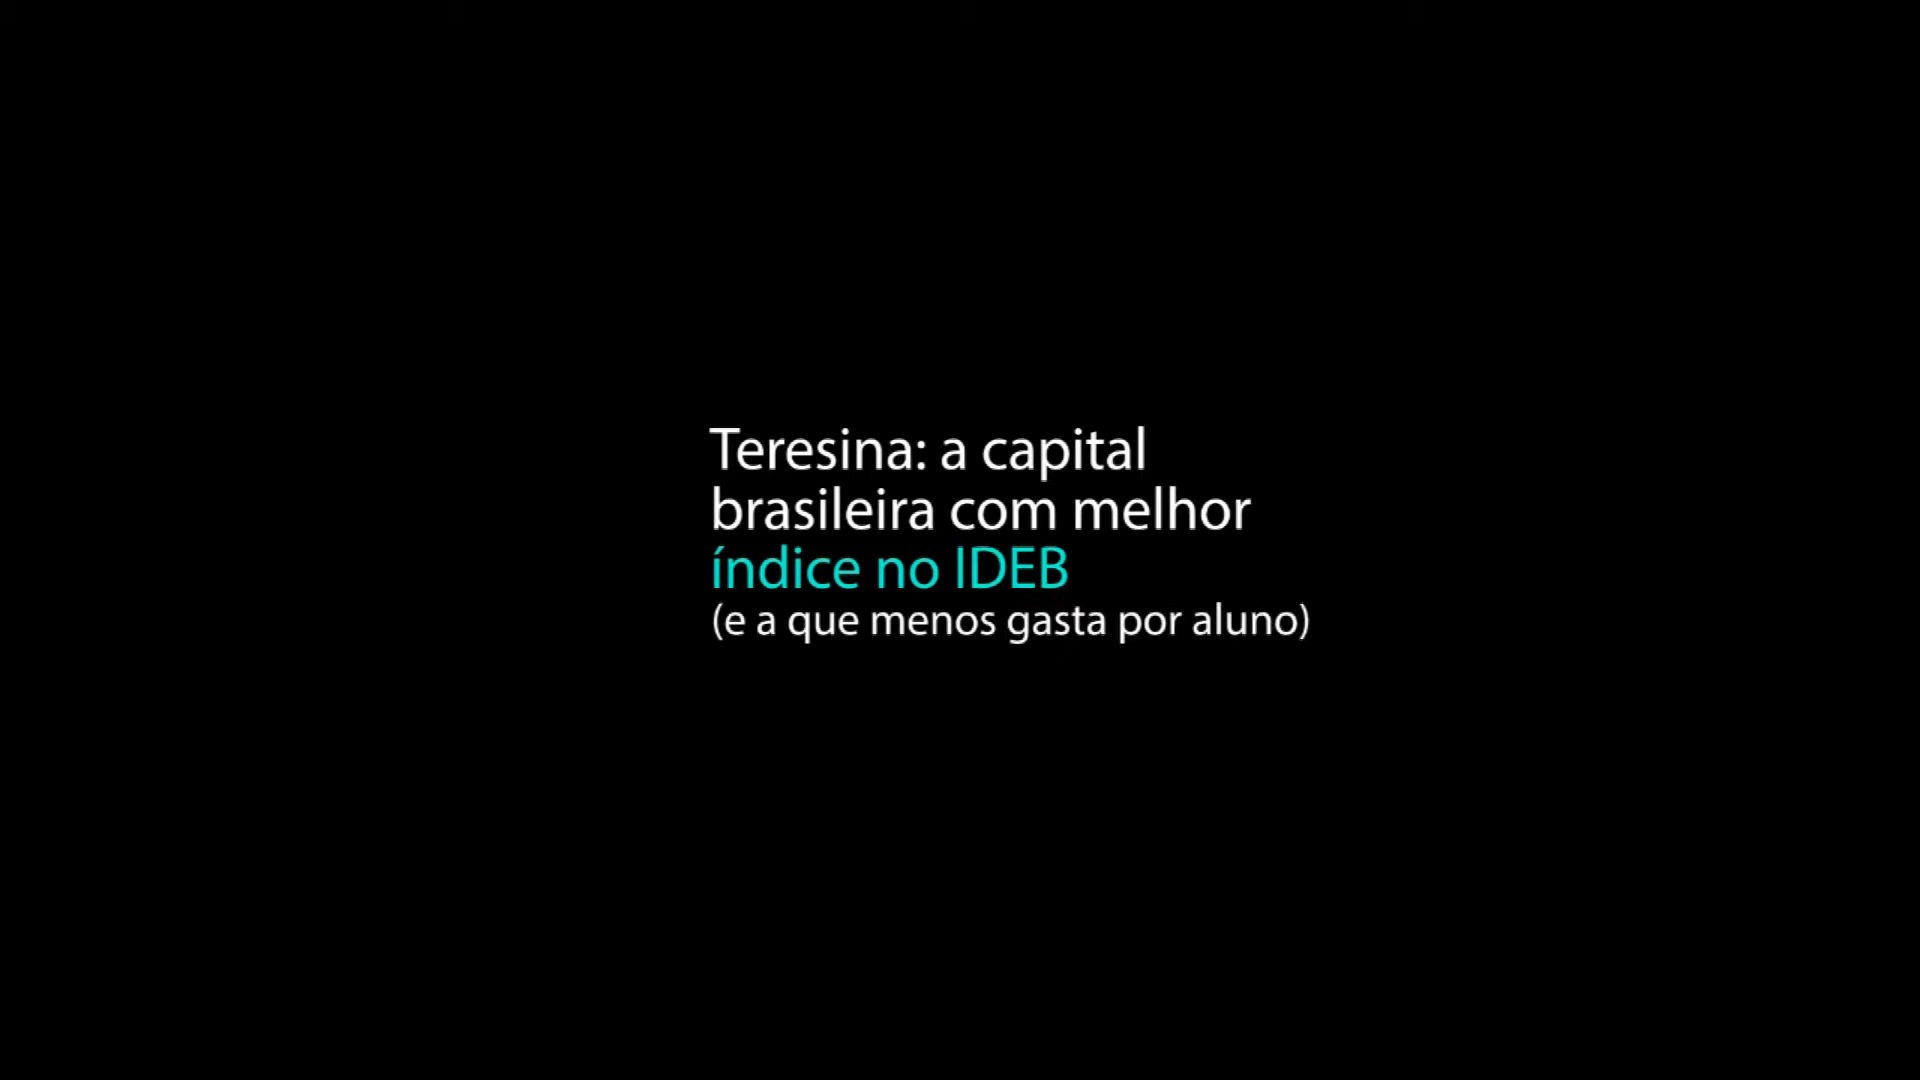 Teresina: a capital
brasileira com melhor
índice no IDEB
(e a que menos gasta por aluno)